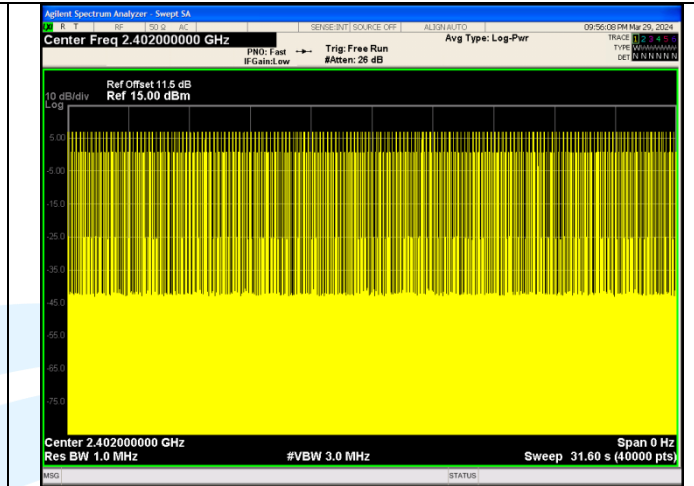 Agilent Spectrum Analyzer - Swept SA
R T RF 50 Ω AC SENSE:INT SOURCE OFF ALIGN AUTO 09:56:08 PM Mar 29, 2024
Center Freq 2.402000000 GHz Avg Type: Log-Pwr TRACE 1 2 3 4 5 6
PNO: Fast Trig: Free Run TYPE WWWWWW
IFGain:Low #Atten: 26 dB DET N N N N N N
Ref Offset 11.5 dB
10 dB/div Ref 15.00 dBm
Log
5.00
-5.00
-15.0
-25.0
-35.0
-45.0
-55.0
-65.0
-75.0
Center 2.402000000 GHz Span 0 Hz
Res BW 1.0 MHz #VBW 3.0 MHz Sweep 31.60 s (40000 pts)
MSG STATUS